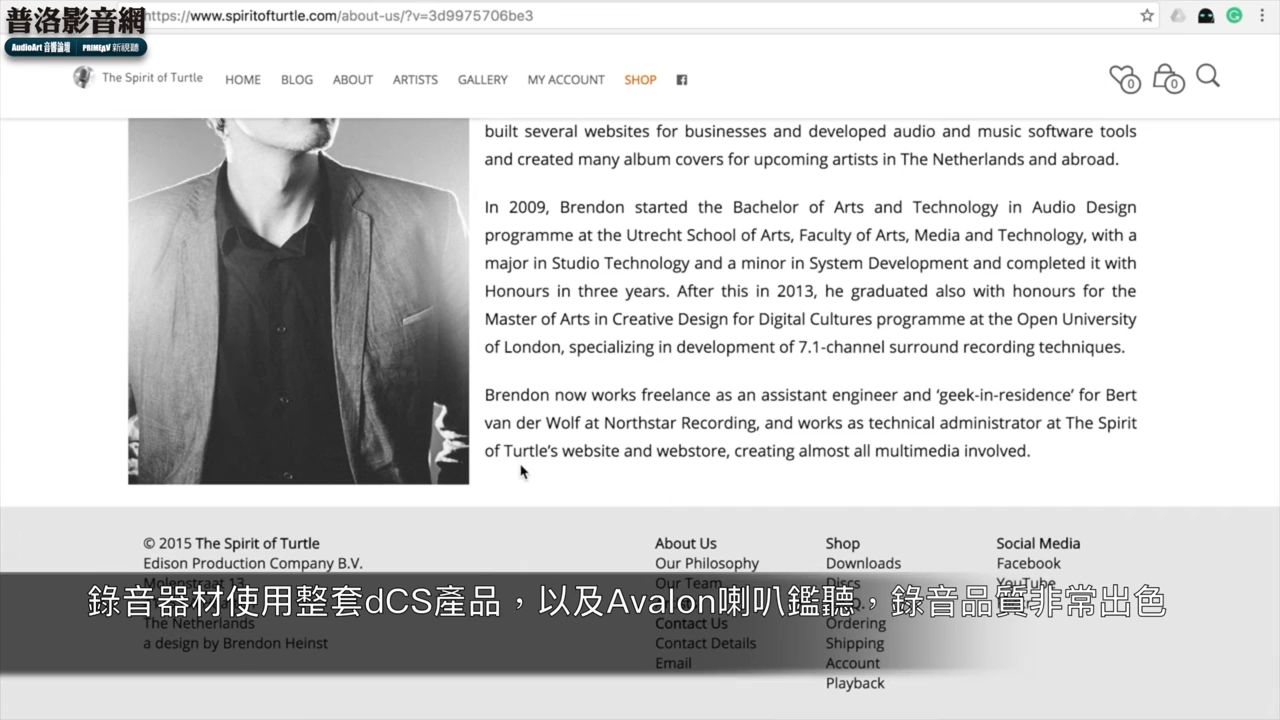 普洛影音網
AudioArt 音響論壇 PRIMEAV 新視聽
https://www.spiritofturtle.com/about-us/?v=3d9975706be3
The Spirit of Turtle HOME BLOG ABOUT ARTISTS GALLERY MY ACCOUNT SHOP
0 0
built several websites for businesses and developed audio and music software tools
and created many album covers for upcoming artists in The Netherlands and abroad.
In 2009, Brendon started the Bachelor of Arts and Technology in Audio Design
programme at the Utrecht School of Arts, Faculty of Arts, Media and Technology, with a
major in Studio Technology and a minor in System Development and completed it with
Honours in three years. After this in 2013, he graduated also with honours for the
Master of Arts in Creative Design for Digital Cultures programme at the Open University
of London, specializing in development of 7.1-channel surround recording techniques.
Brendon now works freelance as an assistant engineer and ‘geek-in-residence’ for Bert
van der Wolf at Northstar Recording, and works as technical administrator at The Spirit
of Turtle’s website and webstore, creating almost all multimedia involved.
© 2015 The Spirit of Turtle About Us Shop Social Media
Edison Production Company B.V. Our Philosophy Downloads Facebook
Molenstraat 13 Our Team Discs YouTube
錄音器材使用整套dCS產品，以及Avalon喇叭鑑聽，錄音品質非常出色
The Netherlands Contact Us Ordering
a design by Brendon Heinst Contact Details Shipping
Email Account
Playback